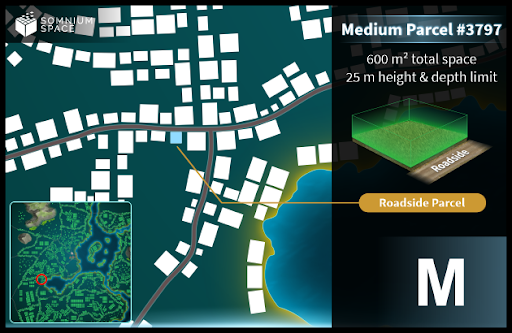 SOMNIUM
SPACE
Medium Parcel #3797
600 m² total space
25 m height & depth limit
Roadside
Roadside Parcel
M